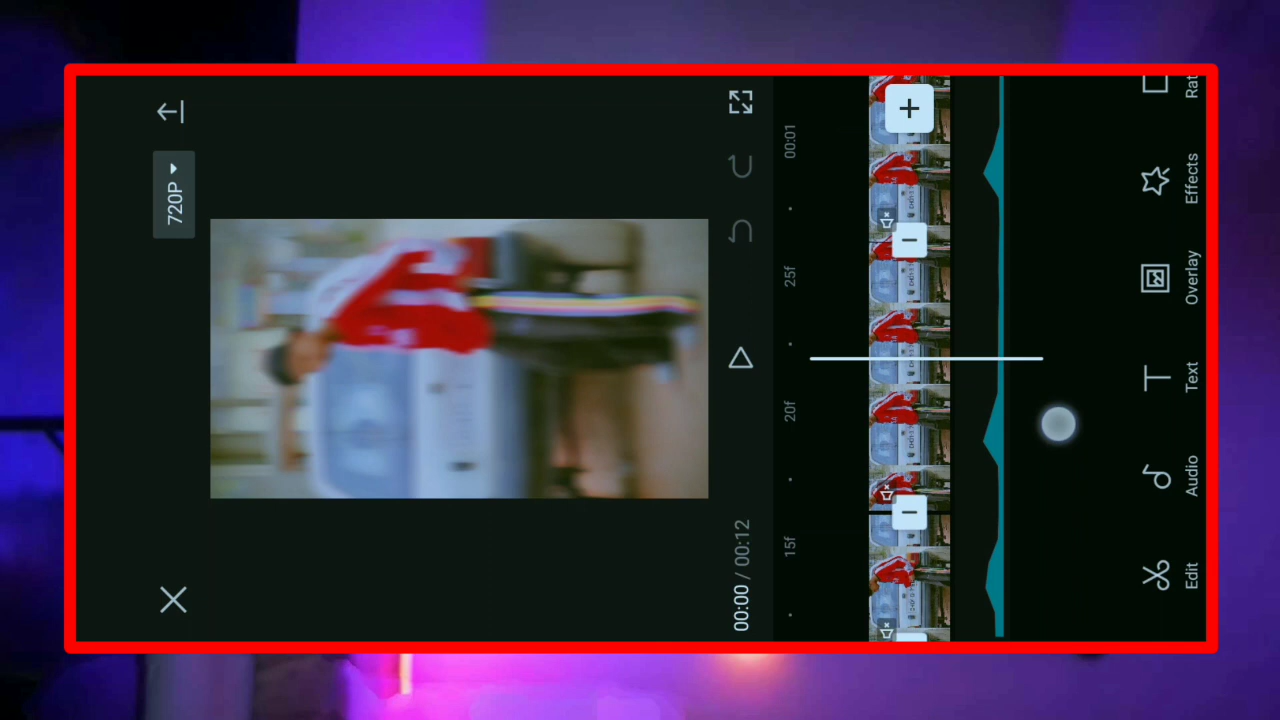 720P
00:00 / 00:12
15f
20f
25f
00:01
Edit
Audio
Text
Overlay
Effects
Rat